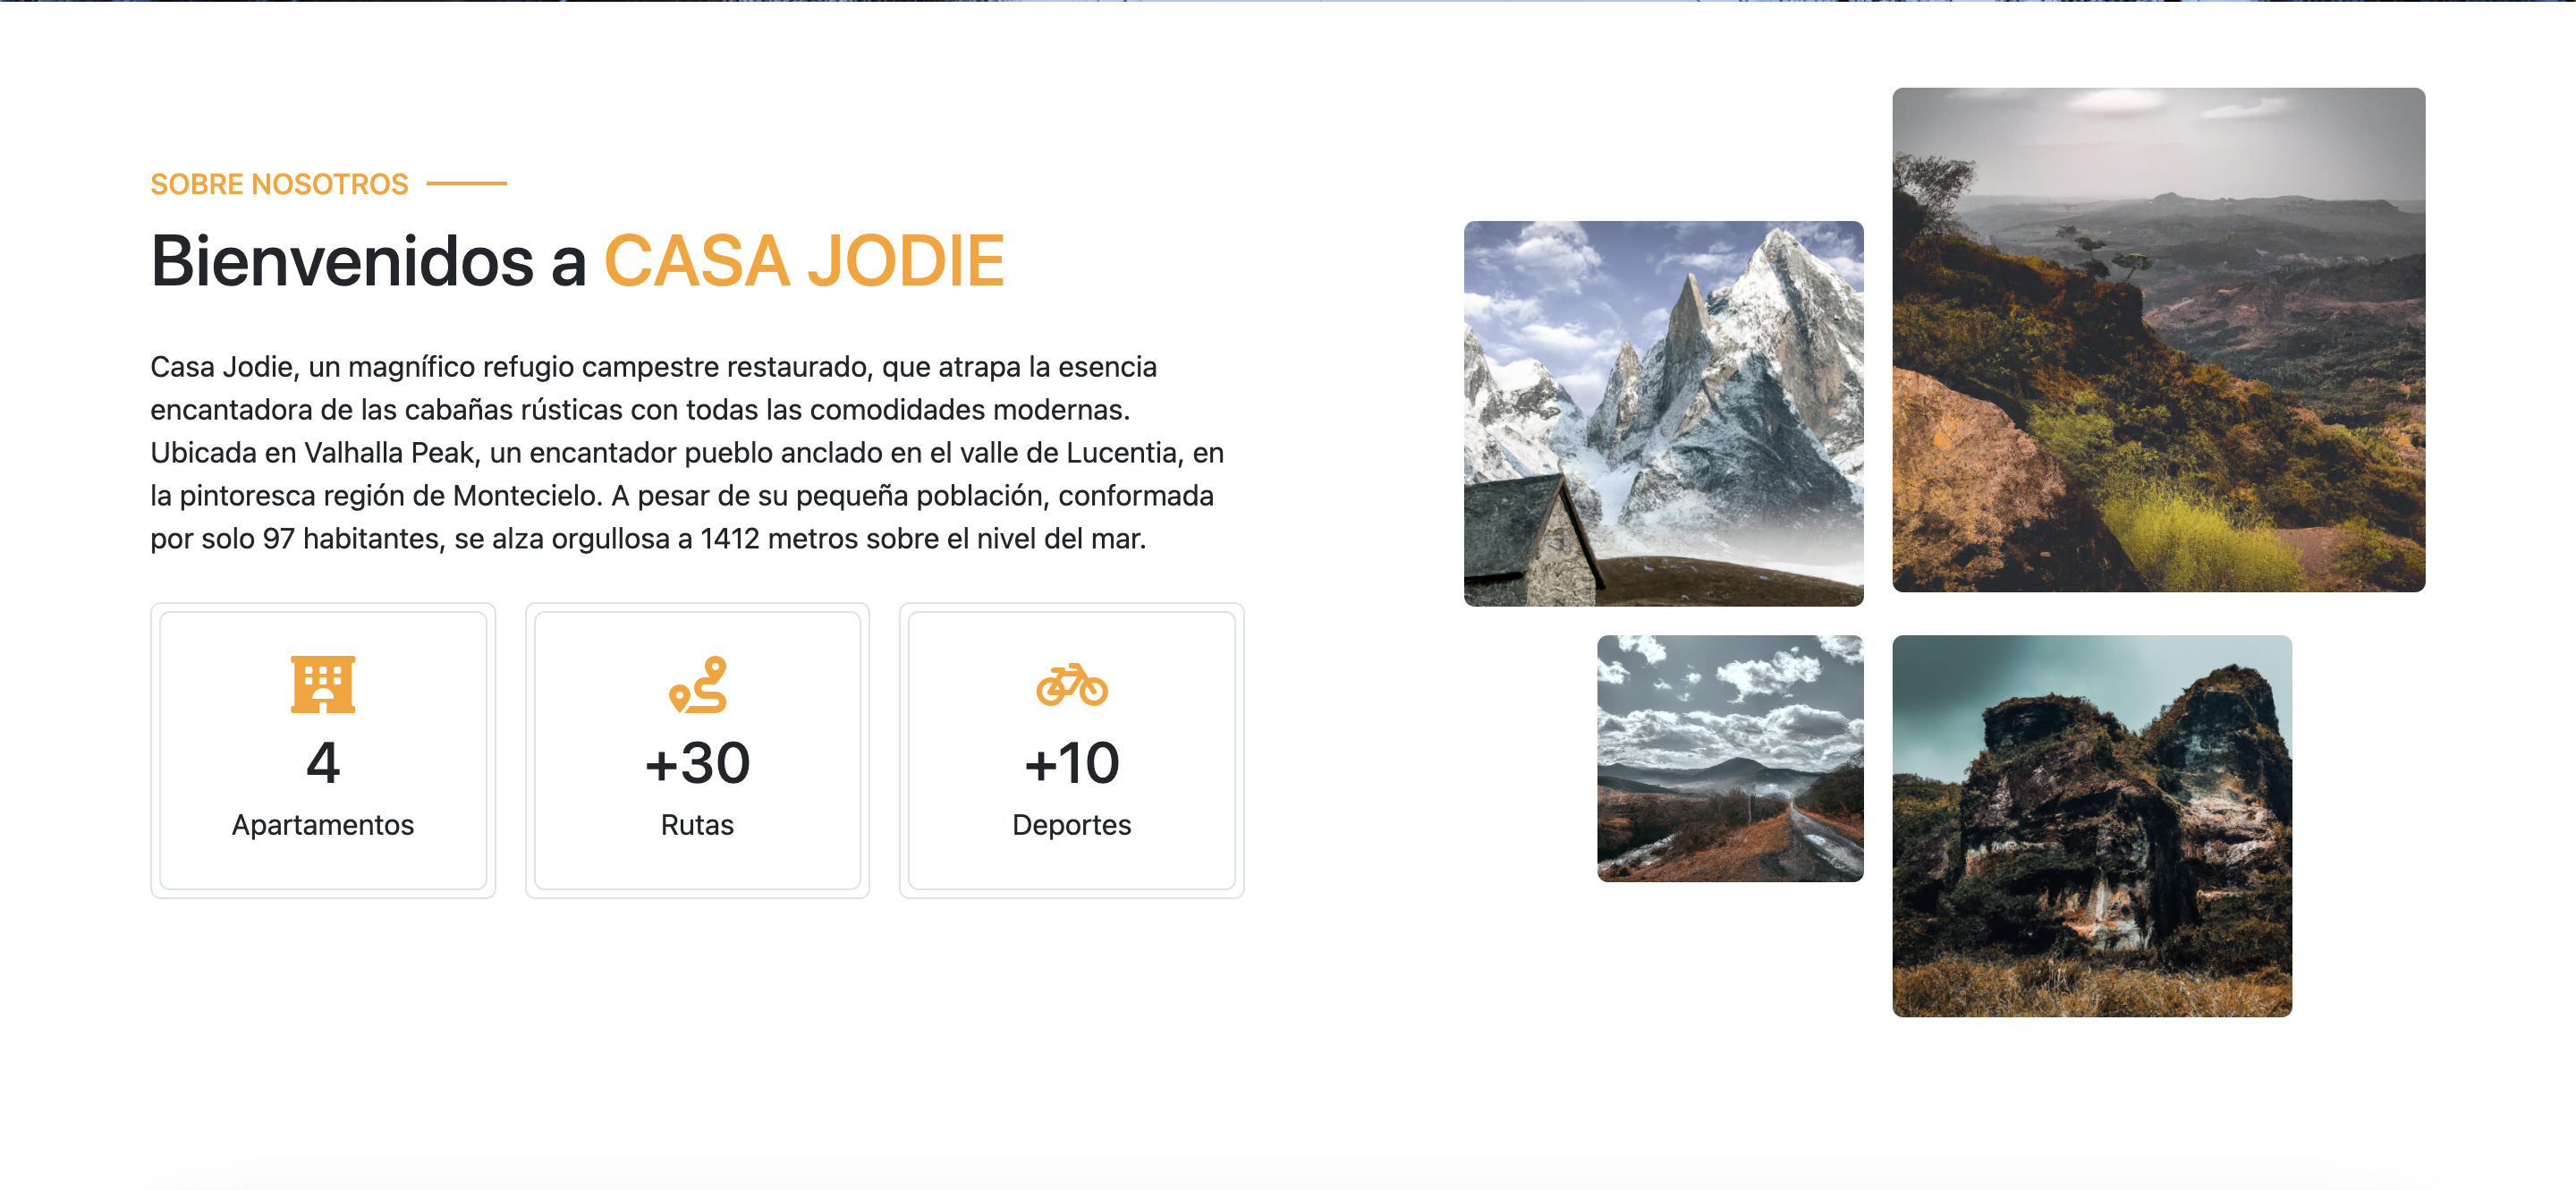 SOBRE NOSOTROS
Bienvenidos a CASA JODIE
Casa Jodie, un magnífico refugio campestre restaurado, que atrapa la esencia
encantadora de las cabañas rústicas con todas las comodidades modernas.
Ubicada en Valhalla Peak, un encantador pueblo anclado en el valle de Lucentia, en
la pintoresca región de Montecielo. A pesar de su pequeña población, conformada
por solo 97 habitantes, se alza orgullosa a 1412 metros sobre el nivel del mar.
4
Apartamentos
+30
Rutas
+10
Deportes